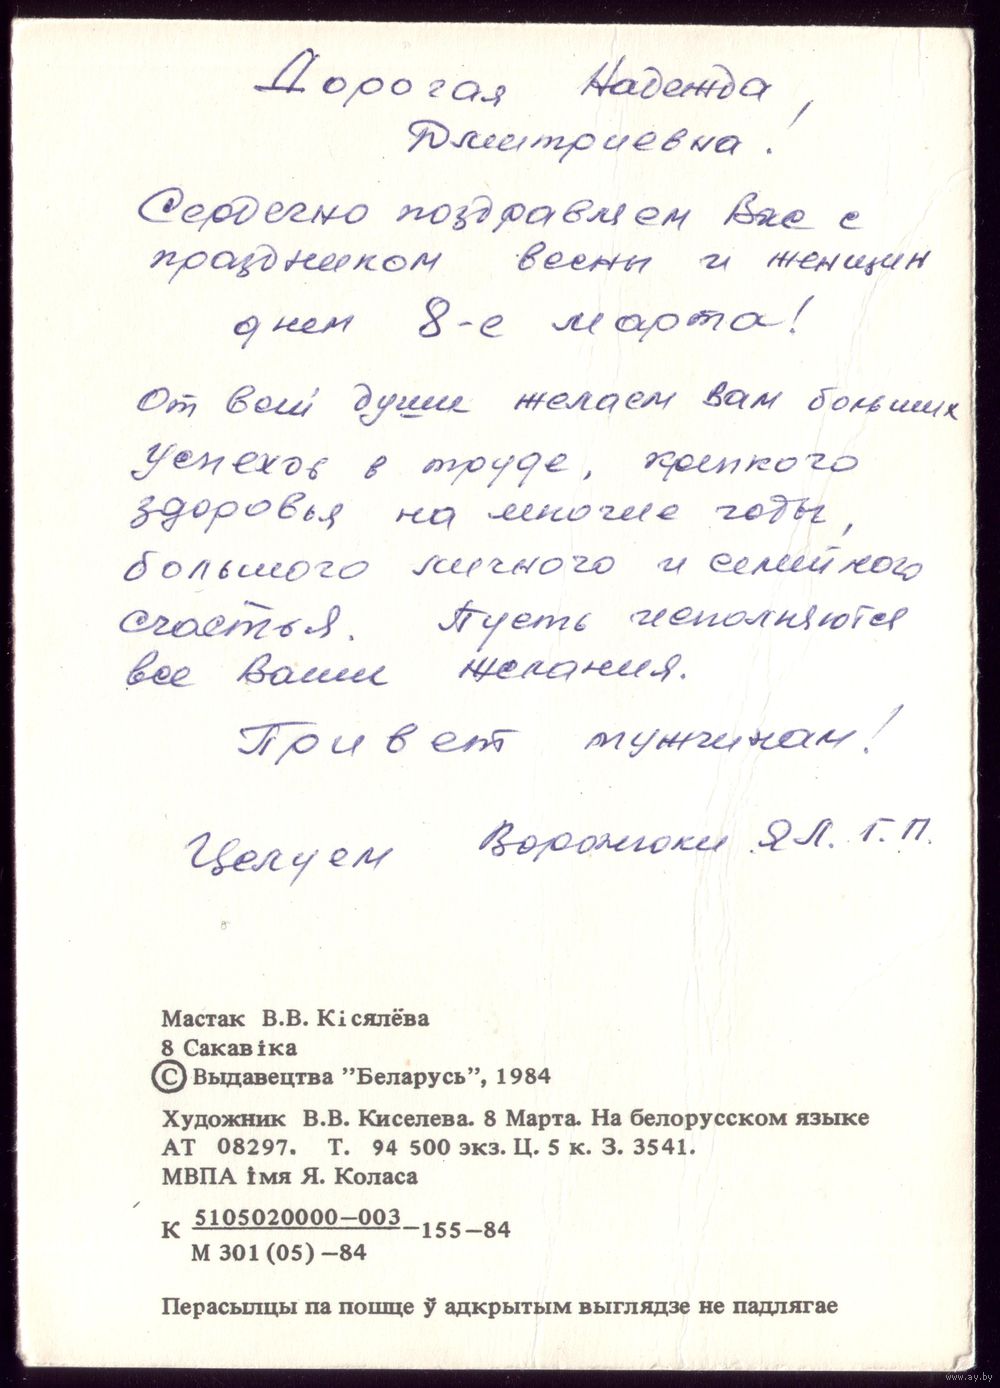 Дорогая Надежда
Дмитриевна!
Сердечно поздравляем Вас с
праздником весны и женщин
днем 8-е марта!
От всей души желаем Вам больших
успехов в труде, крепкого
здоровья на многие годы,
большого личного и семейного
счастья. Пусть исполняются
все Ваши желания.
Привет мужчинам!
Целуем Я Л. Г. П.
Мастак В.В. Кісялёва
8 Сакавіка
© Выдавецтва "Беларусь", 1984
Художник В.В. Киселева. 8 Марта. На белорусском языке
АТ 08297. Т. 94 500 экз. Ц. 5 к. З. 3541.
МВПА імя Я. Коласа
К 5105020000—003 —155—84
М 301(05)—84
Перасылцы па пошце ў адкрытым выглядзе не падлягае
www.ay.by